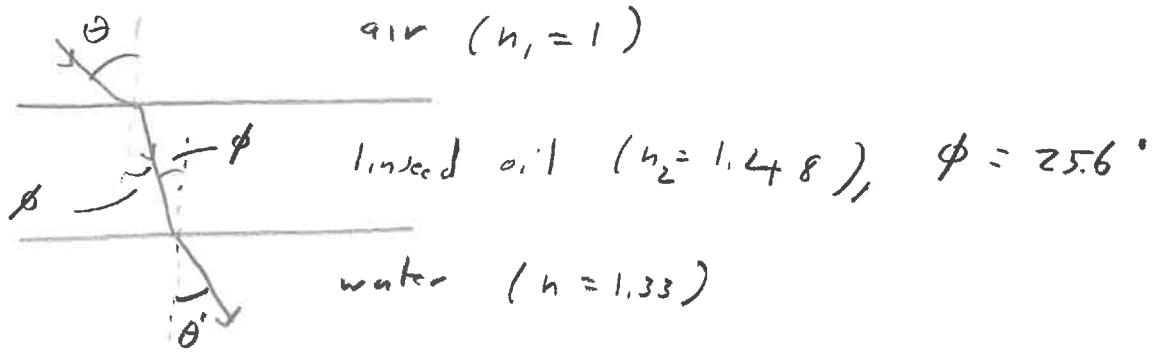 θ
air (n₁ = 1)
φ
linseed oil (n₂ = 1.48), φ = 25.6°
φ
water (n = 1.33)
θ'